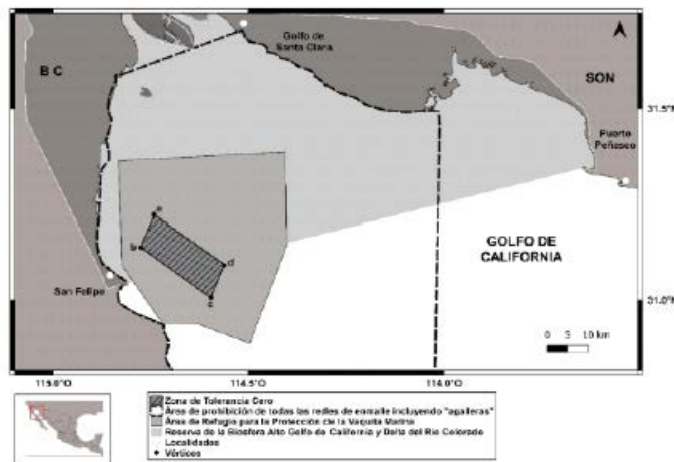 Golfo de
Santa Clara
B C
SON
31.5°
Puerto
Peñasco
GOLFO DE
CALIFORNIA
a
b
d
c
San Felipe
31.0°N
0 5 10 km
115.0°O
114.5°O
114.0°O
Zona de Tolerancia Cero
Área de prohibición de todas las redes de enmalle incluyendo "agalleras"
Área de Refugio para la Protección de la Vaquita Marina
Reserva de la Biosfera Alto Golfo de California y Delta del Río Colorado
Localidades
Vértices